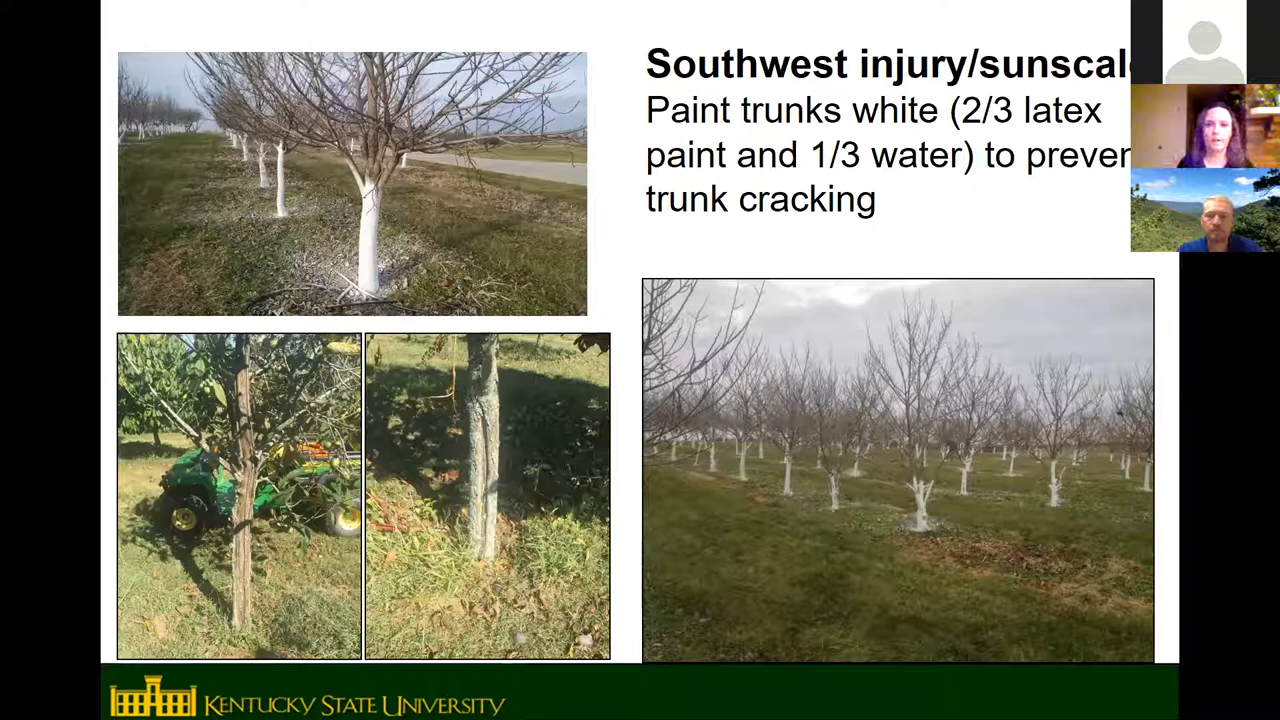 Southwest injury/sunscal
Paint trunks white (2/3 latex
paint and 1/3 water) to preven
trunk cracking
KENTUCKY STATE UNIVERSITY